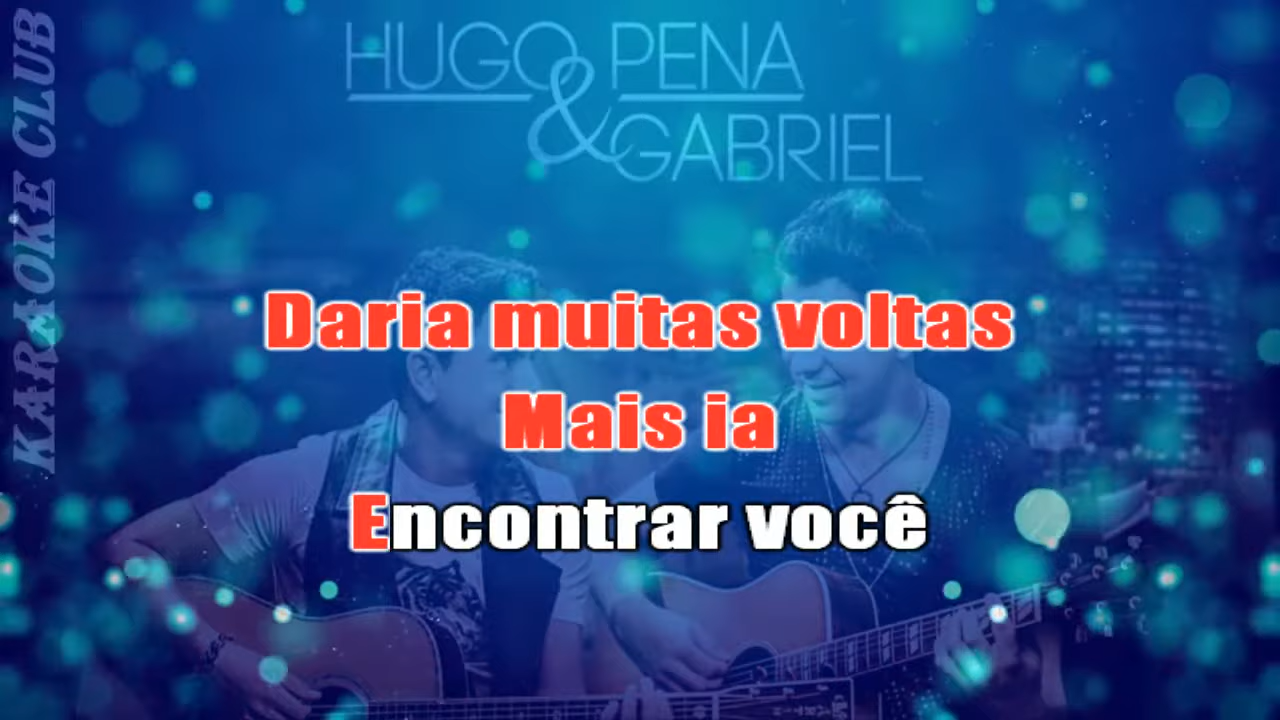 KARAOKE CLUB
HUGO PENA
& GABRIEL
Daria muitas voltas
Mais ia
Encontrar você